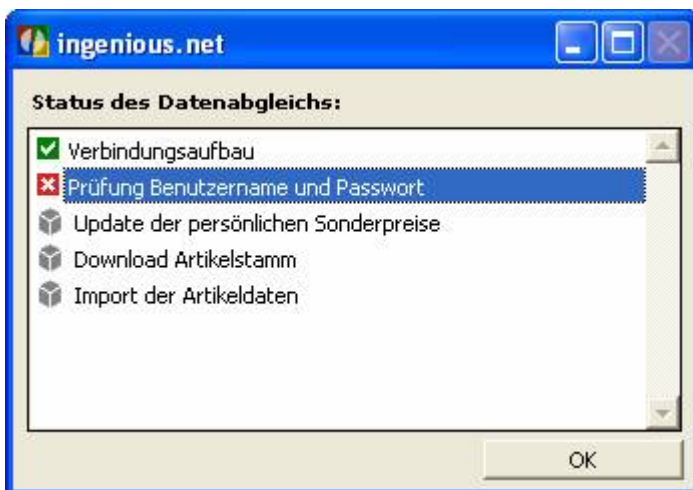 ingenious.net
Status des Datenabgleichs:
Verbindungsaufbau
Prüfung Benutzername und Passwort
Update der persönlichen Sonderpreise
Download Artikelstamm
Import der Artikeldaten
OK